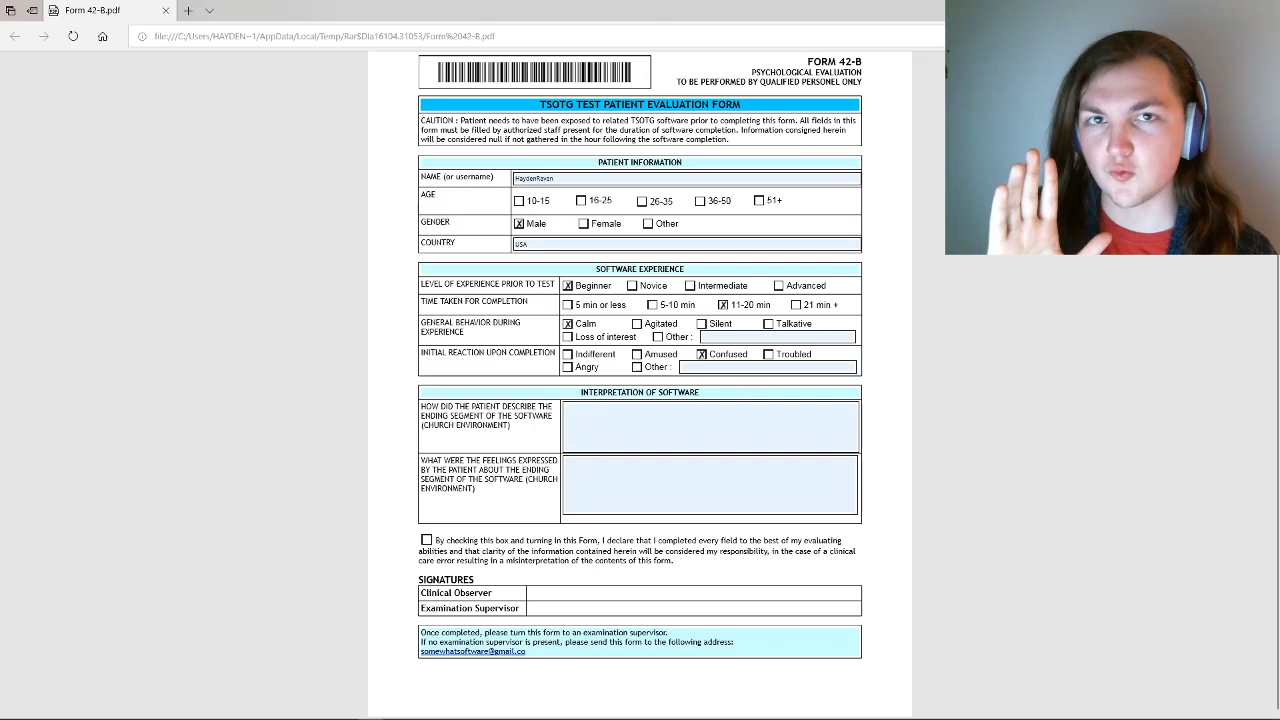 Form 42-B.pdf
file:///C:/Users/HAYDEN~1/AppData/Local/Temp/Rar$DIa16104.31053/Form%2042-B.pdf
FORM 42-B
PSYCHOLOGICAL EVALUATION
TO BE PERFORMED BY QUALIFIED PERSONEL ONLY
TSOTG TEST PATIENT EVALUATION FORM
CAUTION : Patient needs to have been exposed to related TSOTG software prior to completing this form. All fields in this
form must be filled by authorized staff present for the duration of software completion. Information consigned herein
will be considered null if not gathered in the hour following the software completion.
PATIENT INFORMATION
NAME (or username) HaydenRaven
AGE 10-15 16-25 26-35 36-50 51+
GENDER X Male Female Other
COUNTRY USA
SOFTWARE EXPERIENCE
LEVEL OF EXPERIENCE PRIOR TO TEST X Beginner Novice Intermediate Advanced
TIME TAKEN FOR COMPLETION 5 min or less 5-10 min X 11-20 min 21 min +
GENERAL BEHAVIOR DURING X Calm Agitated Silent Talkative
EXPERIENCE Loss of interest Other :
INITIAL REACTION UPON COMPLETION Indifferent Amused X Confused Troubled
Angry Other :
INTERPRETATION OF SOFTWARE
HOW DID THE PATIENT DESCRIBE THE
ENDING SEGMENT OF THE SOFTWARE
(CHURCH ENVIRONMENT)
WHAT WERE THE FEELINGS EXPRESSED
BY THE PATIENT ABOUT THE ENDING
SEGMENT OF THE SOFTWARE (CHURCH
ENVIRONMENT)
By checking this box and turning in this Form, I declare that I completed every field to the best of my evaluating
abilities and that clarity of the information contained herein will be considered my responsibility, in the case of a clinical
care error resulting in a misinterpretation of the contents of this form.
SIGNATURES
Clinical Observer
Examination Supervisor
Once completed, please turn this form to an examination supervisor.
If no examination supervisor is present, please send this form to the following address:
somewhatsoftware@gmail.co